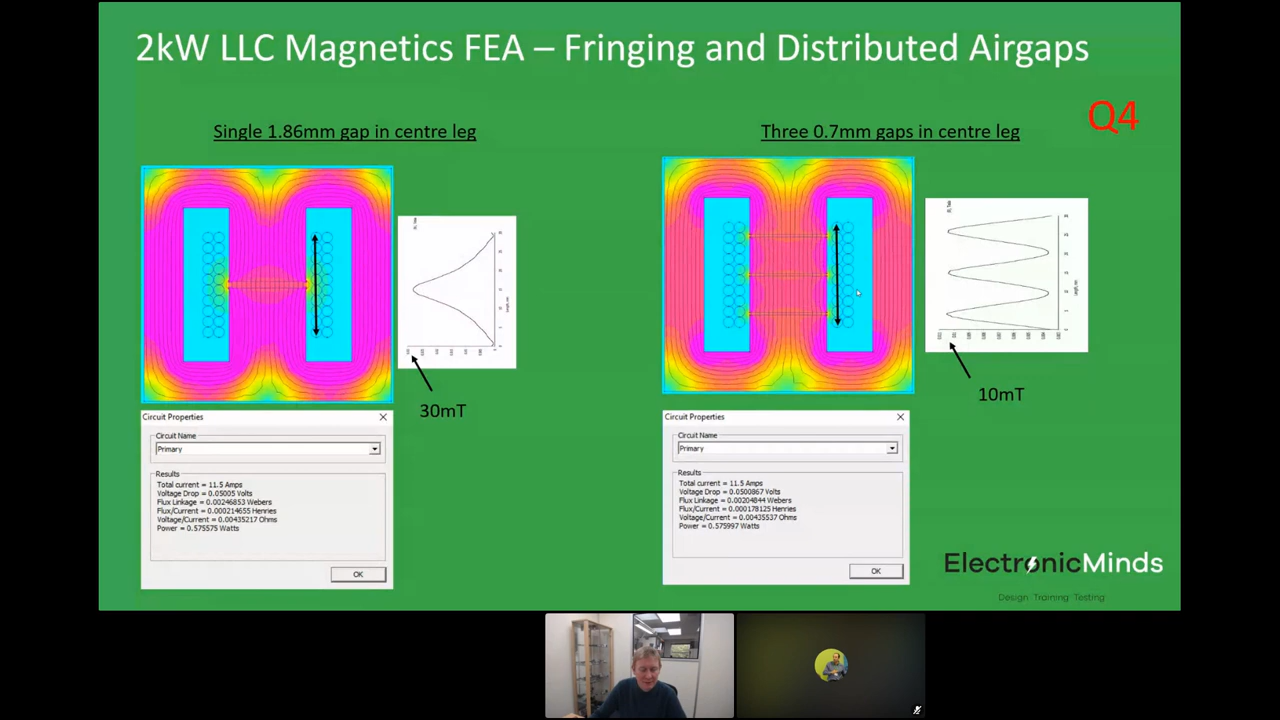 2kW LLC Magnetics FEA – Fringing and Distributed Airgaps
Q4
Single 1.86mm gap in centre leg
Three 0.7mm gaps in centre leg
30mT
10mT
Circuit Properties
Circuit Name
Primary
Results
Total current = 11.5 Amps
Voltage Drop = 0.05005 Volts
Flux Linkage = 0.00246853 Webers
Flux/Current = 0.000214655 Henries
Voltage/Current = 0.00435217 Ohms
Power = 0.575575 Watts
OK
Circuit Properties
Circuit Name
Primary
Results
Total current = 11.5 Amps
Voltage Drop = 0.0500867 Volts
Flux Linkage = 0.00204844 Webers
Flux/Current = 0.000178125 Henries
Voltage/Current = 0.00435537 Ohms
Power = 0.575997 Watts
OK
ElectronicMinds
Design Training Testing